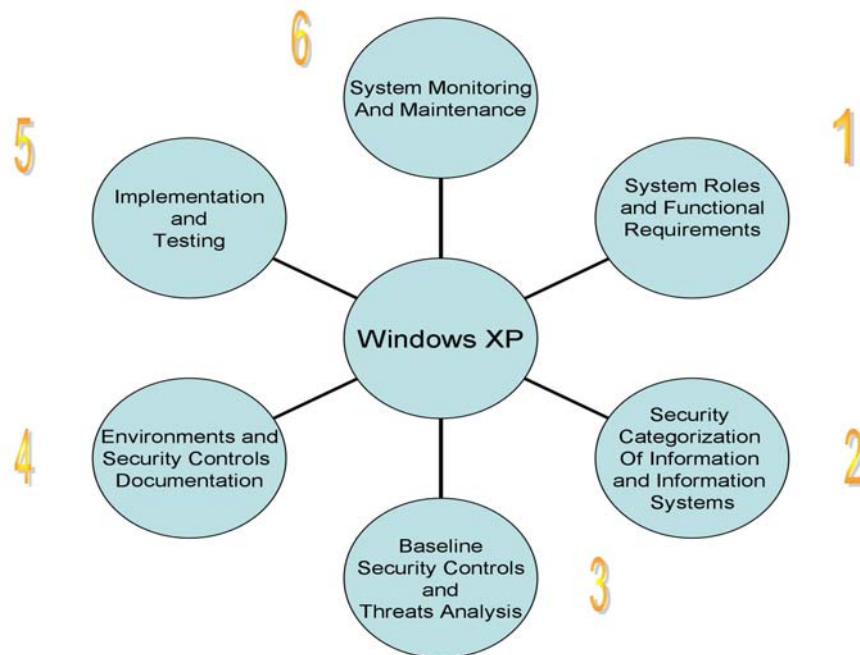 6
System Monitoring
And Maintenance
5
Implementation
and
Testing
1
System Roles
and Functional
Requirements
Windows XP
4
Environments and
Security Controls
Documentation
Security
Categorization
Of Information
and Information
Systems
2
Baseline
Security Controls
and
Threats Analysis
3